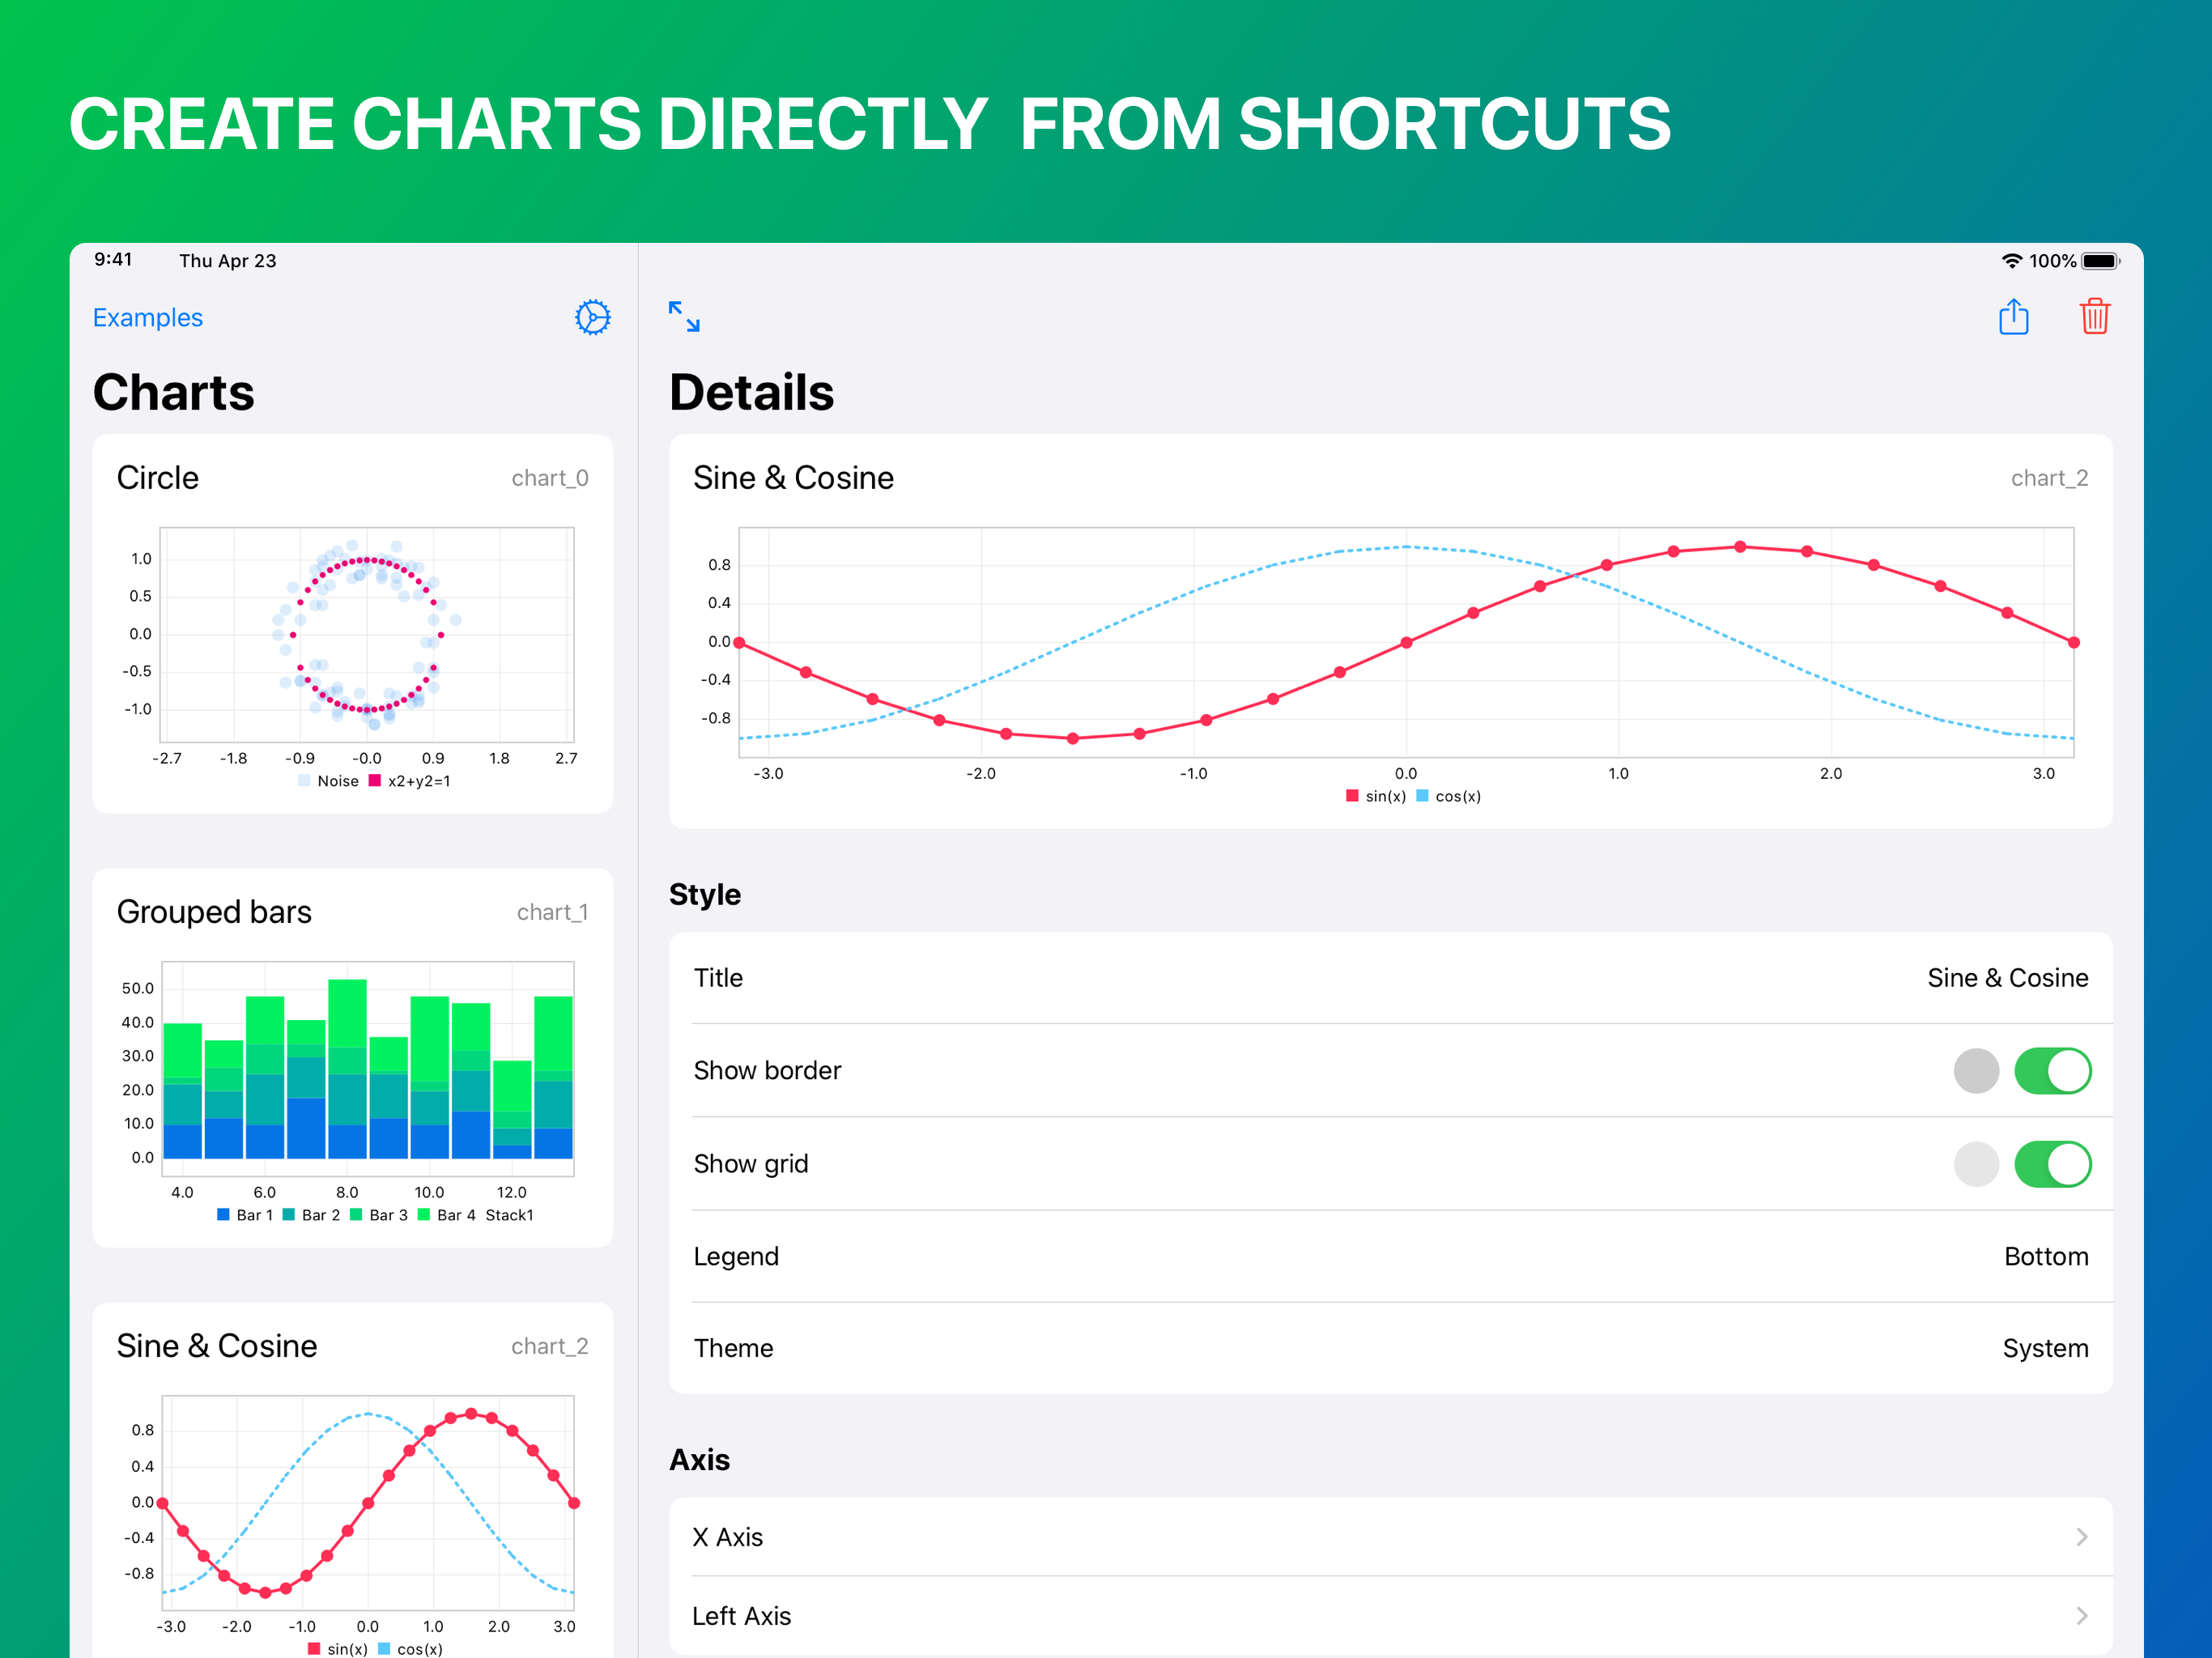 CREATE CHARTS DIRECTLY  FROM SHORTCUTS
9:41 Thu Apr 23
100%
Examples
Charts
Circle chart_0
1.0
0.5
0.0
-0.5
-1.0
-2.7 -1.8 -0.9 -0.0 0.9 1.8 2.7
Noise x2+y2=1
Grouped bars chart_1
50.0
40.0
30.0
20.0
10.0
0.0
4.0 6.0 8.0 10.0 12.0
Bar 1 Bar 2 Bar 3 Bar 4 Stack1
Sine & Cosine chart_2
0.8
0.4
0.0
-0.4
-0.8
-3.0 -2.0 -1.0 0.0 1.0 2.0 3.0
sin(x) cos(x)
Details
Sine & Cosine chart_2
0.8
0.4
0.0
-0.4
-0.8
-3.0 -2.0 -1.0 0.0 1.0 2.0 3.0
sin(x) cos(x)
Style
Title Sine & Cosine
Show border
Show grid
Legend Bottom
Theme System
Axis
X Axis
Left Axis